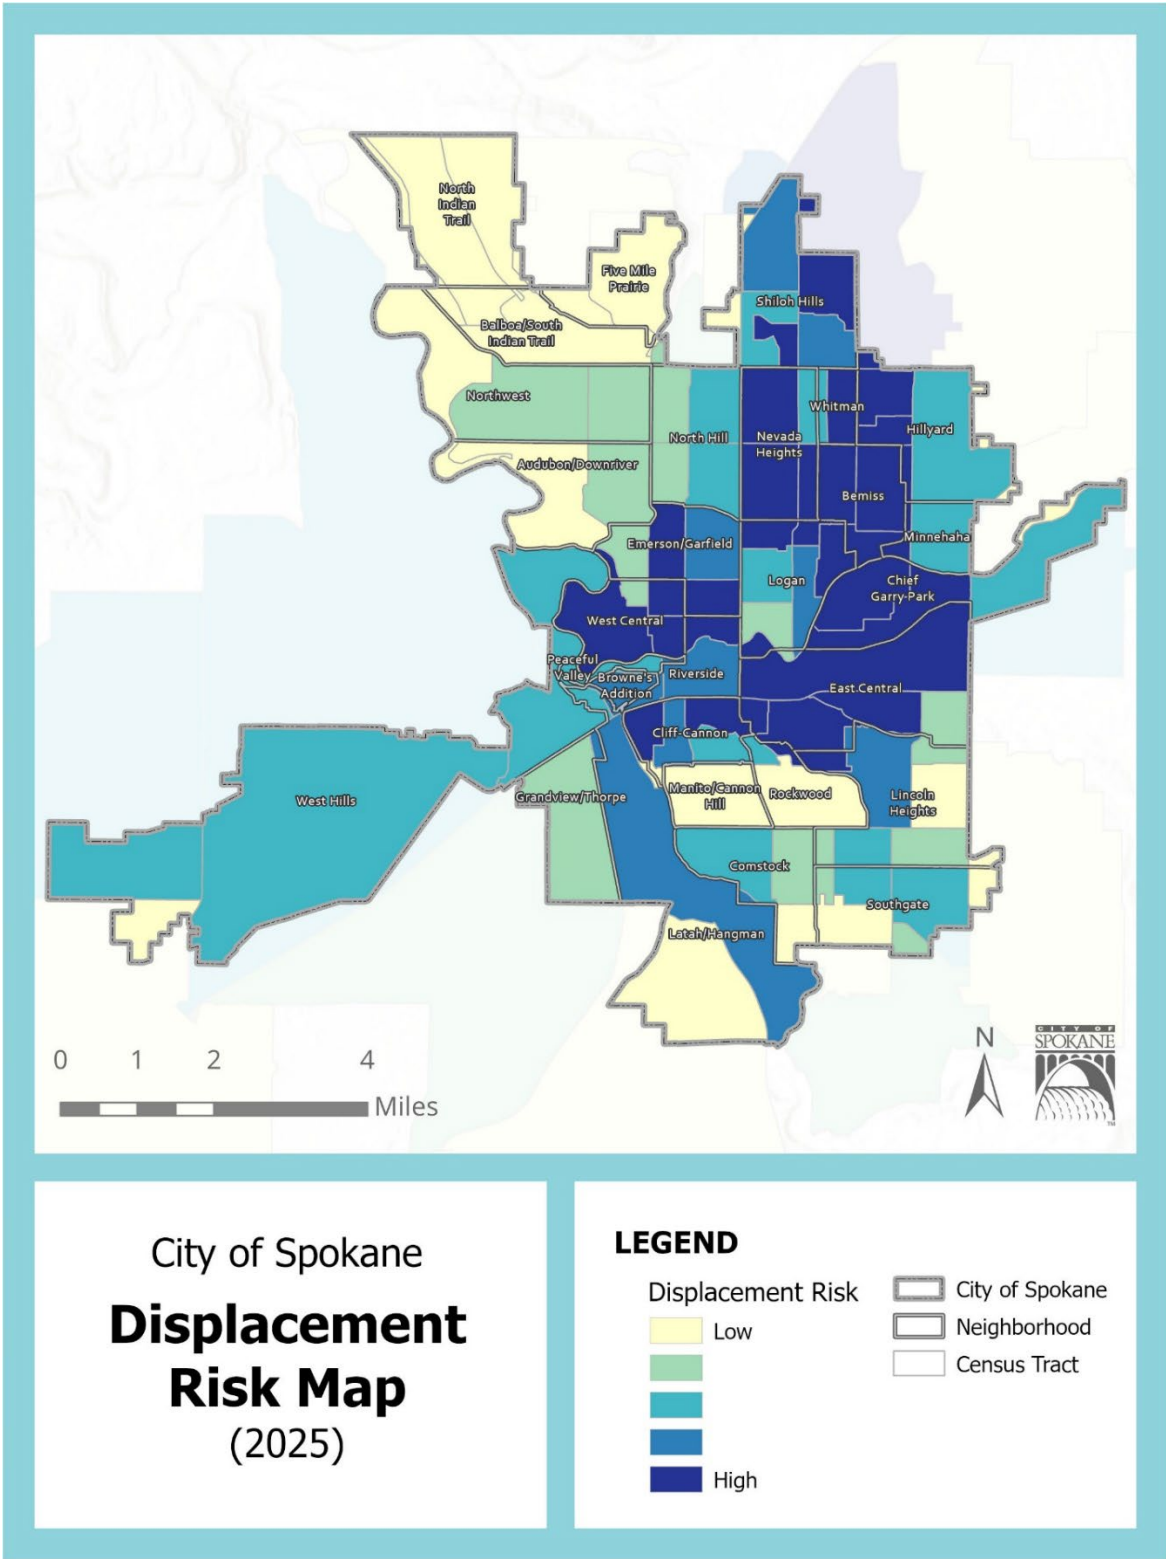 North
Indian
Trail
Five Mile
Prairie
Shiloh Hills
Balboa/South
Indian Trail
Northwest
Whitman
North Hill
Nevada
Heights
Hillyard
Audubon/Downriver
Bemiss
Emerson/Garfield
Minnehaha
Logan
Chief
Garry-Park
West Central
Peaceful
Valley
Browne's
Addition
Riverside
East Central
Cliff-Cannon
West Hills
Grandview/Thorpe
Manito/Cannon
Hill
Rockwood
Lincoln
Heights
Comstock
Southgate
Latah/Hangman
0 1 2 4
Miles
N
CITY OF
SPOKANE
TM
City of Spokane
Displacement
Risk Map
(2025)
LEGEND
Displacement Risk
Low
High
City of Spokane
Neighborhood
Census Tract